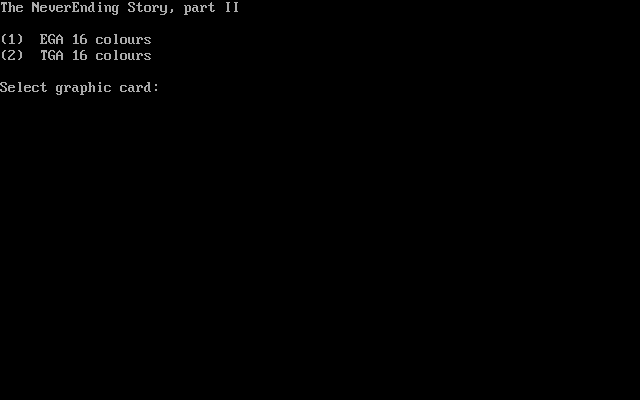 The NeverEnding Story, part II
(1)  EGA 16 colours
(2)  TGA 16 colours
Select graphic card: